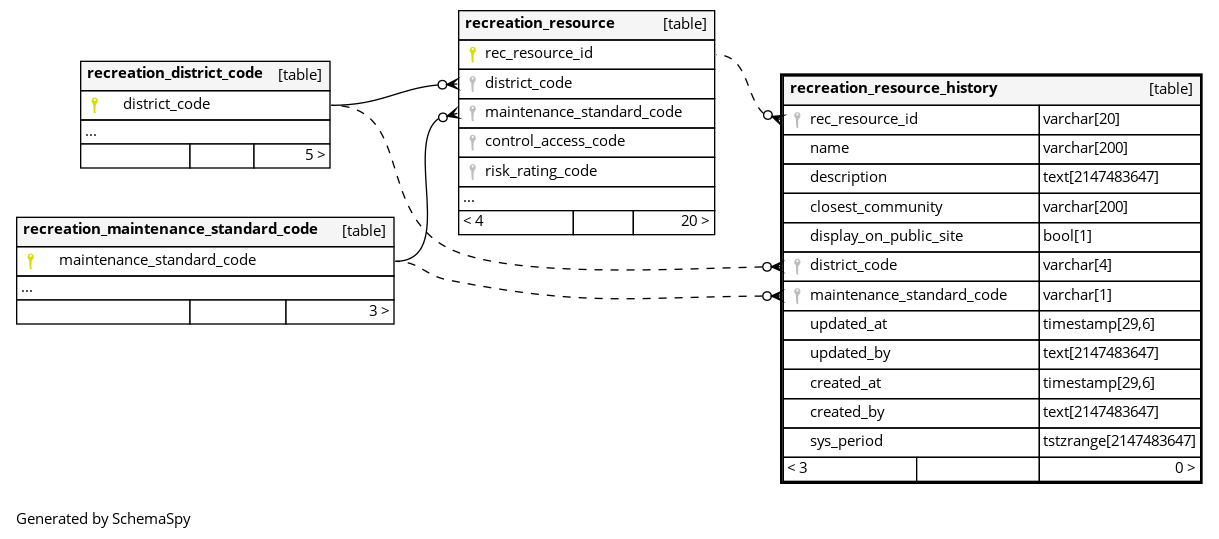 recreation_district_code [table]
district_code
...
5 >
recreation_maintenance_standard_code [table]
maintenance_standard_code
...
3 >
recreation_resource [table]
rec_resource_id
district_code
maintenance_standard_code
control_access_code
risk_rating_code
...
< 4 20 >
recreation_resource_history [table]
rec_resource_id varchar[20]
name varchar[200]
description text[2147483647]
closest_community varchar[200]
display_on_public_site bool[1]
district_code varchar[4]
maintenance_standard_code varchar[1]
updated_at timestamp[29,6]
updated_by text[2147483647]
created_at timestamp[29,6]
created_by text[2147483647]
sys_period tstzrange[2147483647]
< 3 0 >
Generated by SchemaSpy